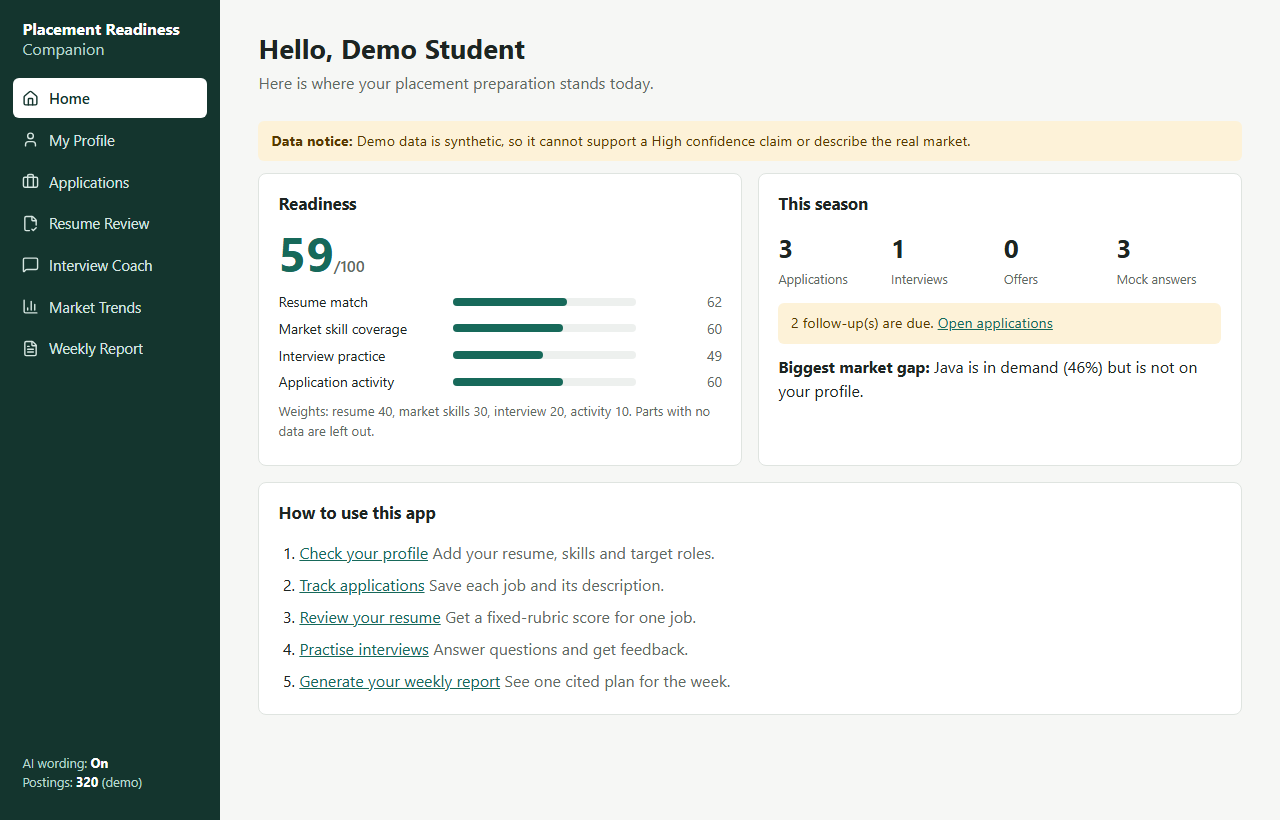 Placement Readiness
Companion
Home
My Profile
Applications
Resume Review
Interview Coach
Market Trends
Weekly Report
AI wording: On
Postings: 320 (demo)
Hello, Demo Student
Here is where your placement preparation stands today.
Data notice: Demo data is synthetic, so it cannot support a High confidence claim or describe the real market.
Readiness
59/100
Resume match 62
Market skill coverage 60
Interview practice 49
Application activity 60
Weights: resume 40, market skills 30, interview 20, activity 10. Parts with no
data are left out.
This season
3 1 0 3
Applications Interviews Offers Mock answers
2 follow-up(s) are due. Open applications
Biggest market gap: Java is in demand (46%) but is not on
your profile.
How to use this app
1. Check your profile Add your resume, skills and target roles.
2. Track applications Save each job and its description.
3. Review your resume Get a fixed-rubric score for one job.
4. Practise interviews Answer questions and get feedback.
5. Generate your weekly report See one cited plan for the week.